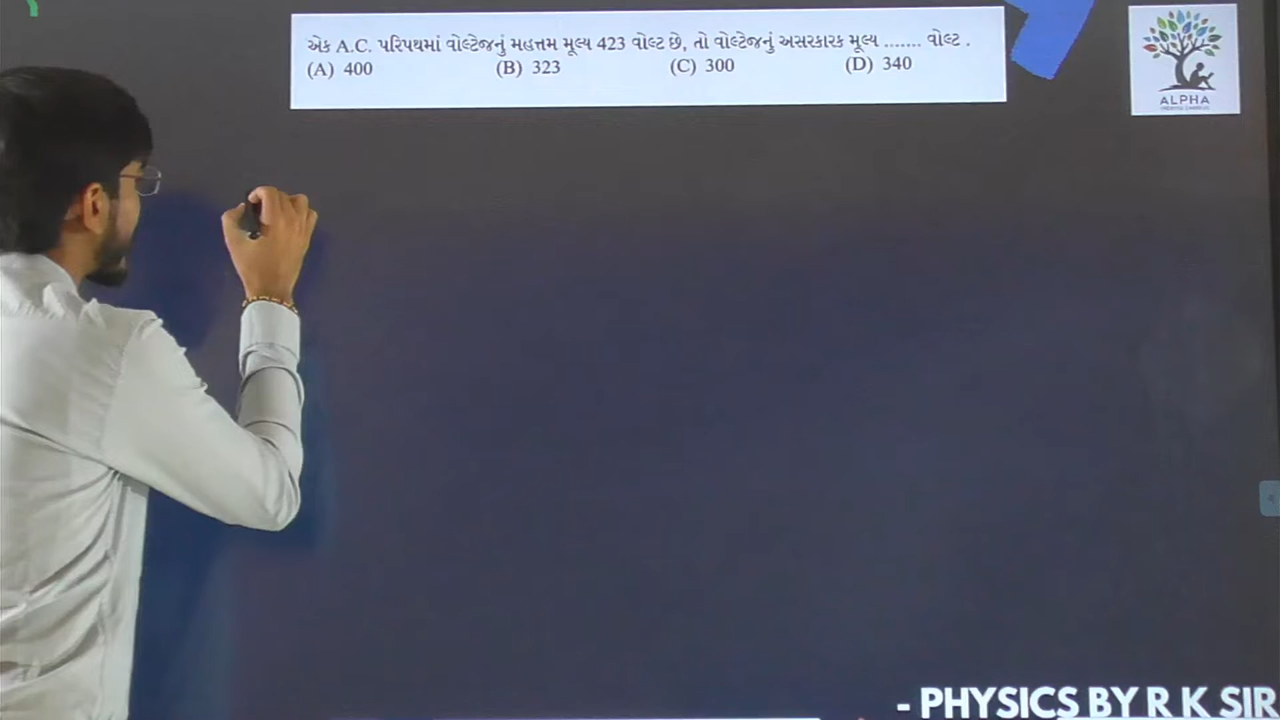 એક A.C. પરિપથમાં વોલ્ટેજનું મહત્તમ મૂલ્ય 423 વોલ્ટ છે, તો વોલ્ટેજનું અસરકારક મૂલ્ય ....... વોલ્ટ .
(A) 400 (B) 323 (C) 300 (D) 340
ALPHA
- PHYSICS BY R K SIR